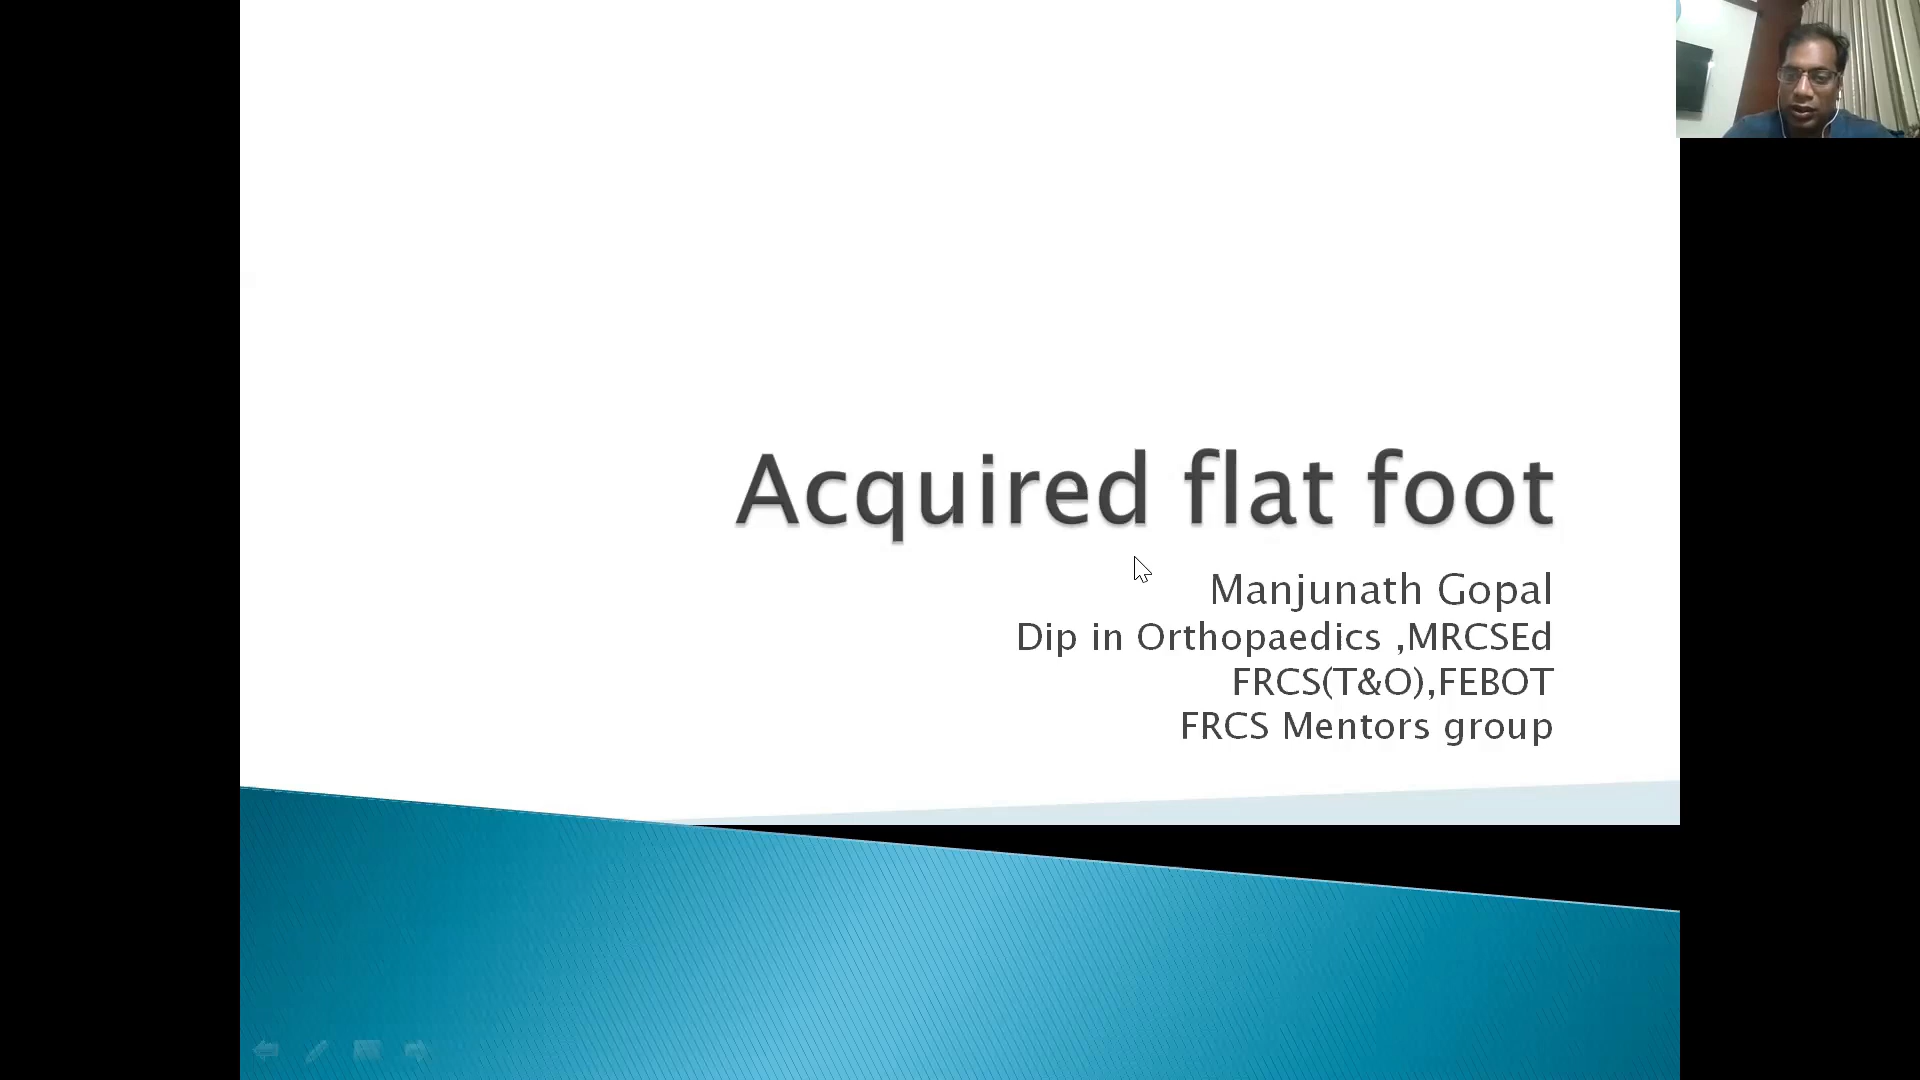 Acquired flat foot
Manjunath Gopal
Dip in Orthopaedics ,MRCSEd
FRCS(T&O),FEBOT
FRCS Mentors group